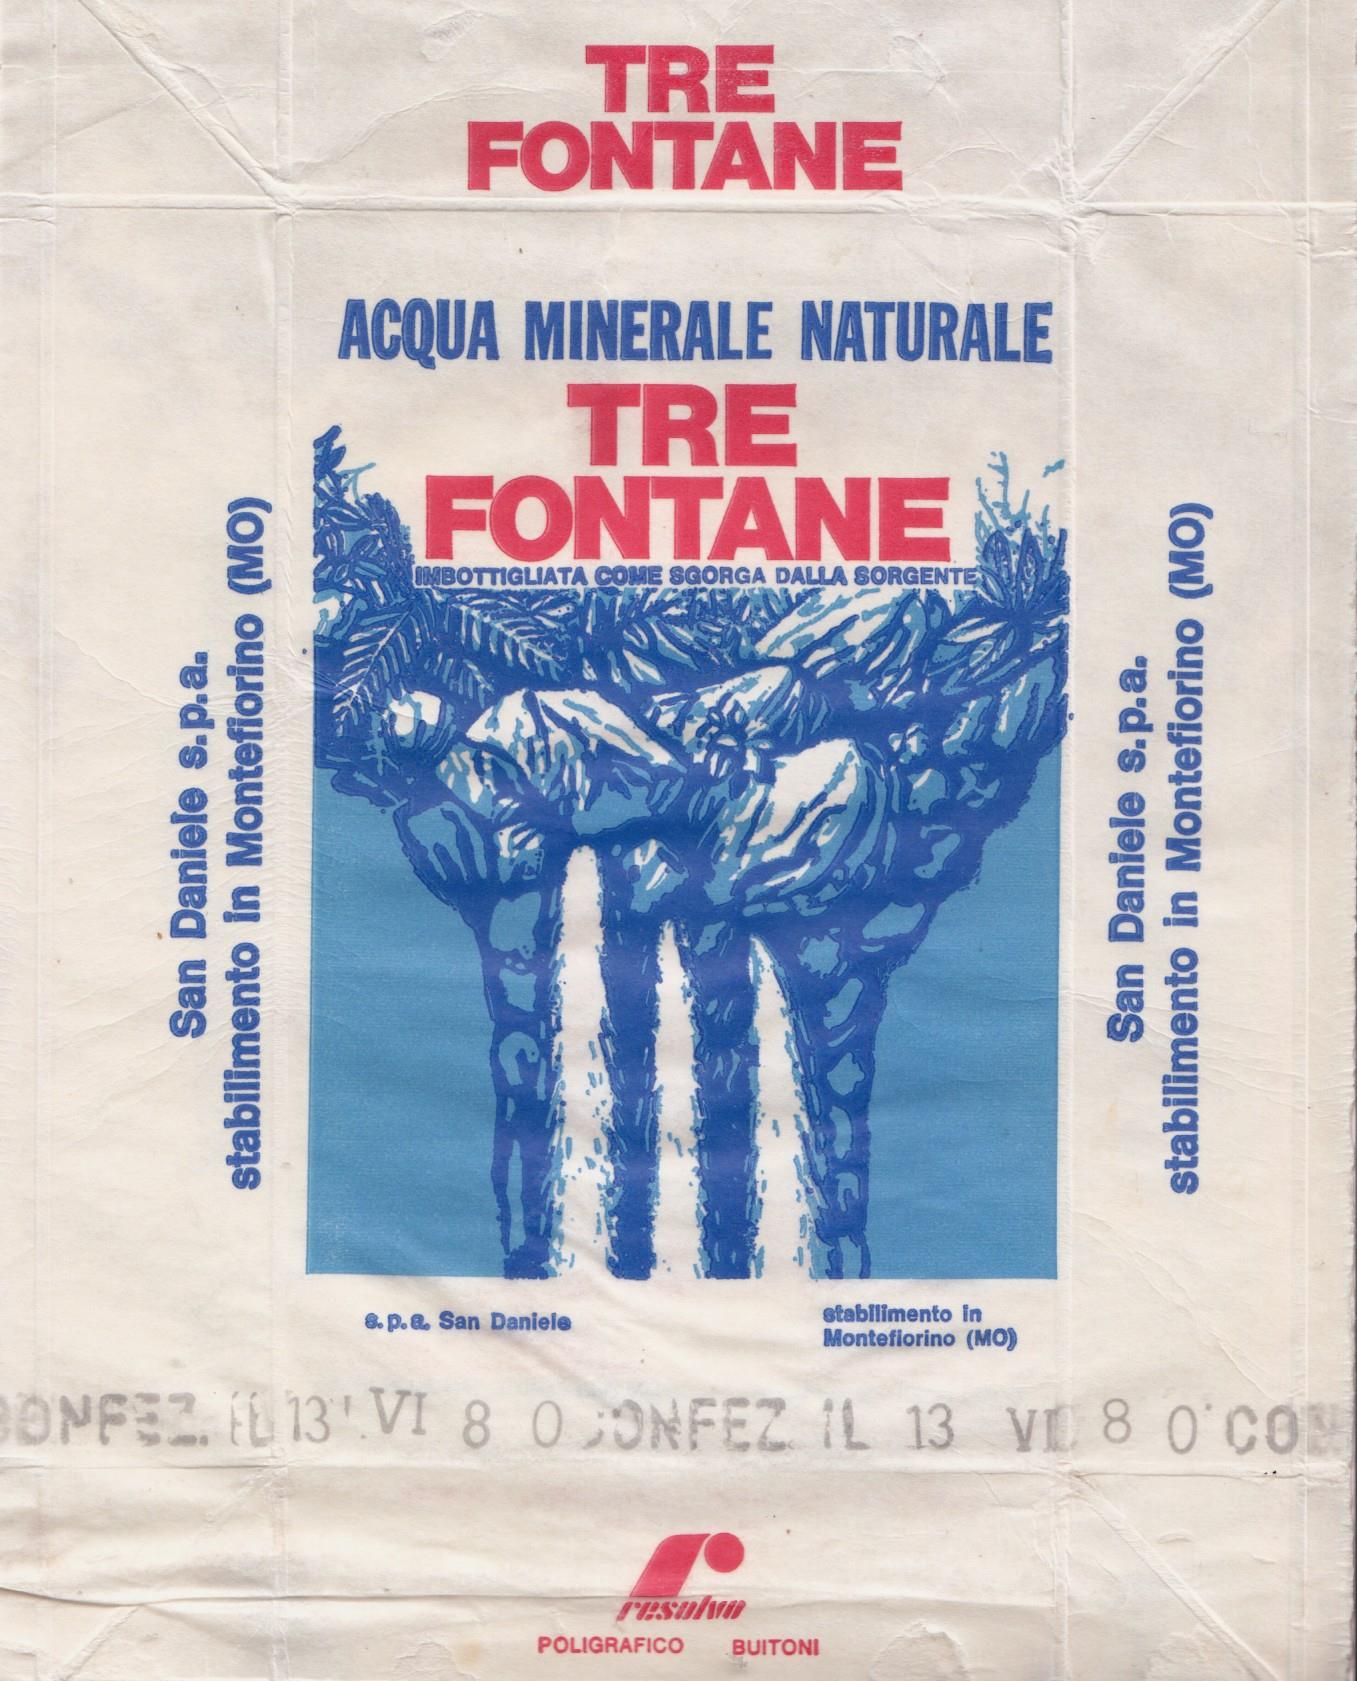 TRE
FONTANE
ACQUA MINERALE NATURALE
TRE
FONTANE
IMBOTTIGLIATA COME SGORGA DALLA SORGENTE
San Daniele s.p.a.
stabilimento in Montefiorino (MO)
San Daniele s.p.a.
stabilimento in Montefiorino (MO)
s.p.a. San Daniele
stabilimento in
Montefiorino (MO)
CONFEZ. IL 13 VI 8 0 CONFEZ IL 13 VI 8 0 CON
resolvo
POLIGRAFICO BUITONI